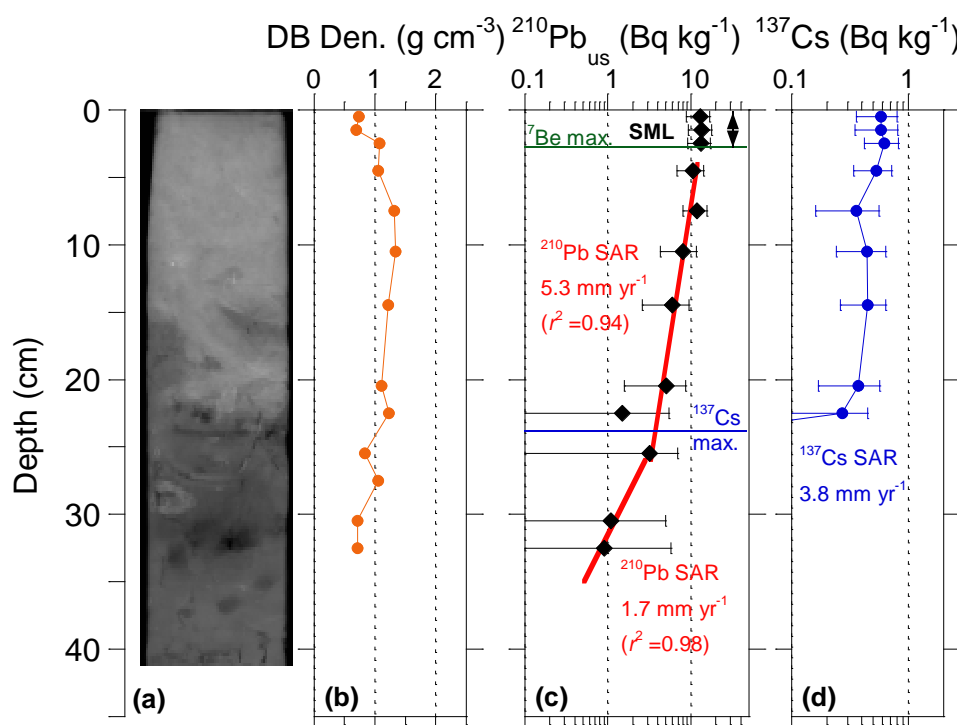 DB Den. (g cm⁻³) ²¹⁰Pb_us (Bq kg⁻¹) ¹³⁷Cs (Bq kg⁻¹)
0 1 2 0.1 1 10 0.1 1
0
10
20
30
40
Depth (cm)
⁷Be max.
SML
²¹⁰Pb SAR
5.3 mm yr⁻¹
(r² =0.94)
¹³⁷Cs
max.
²¹⁰Pb SAR
1.7 mm yr⁻¹
(r² =0.98)
¹³⁷Cs SAR
3.8 mm yr⁻¹
(a) (b) (c) (d)